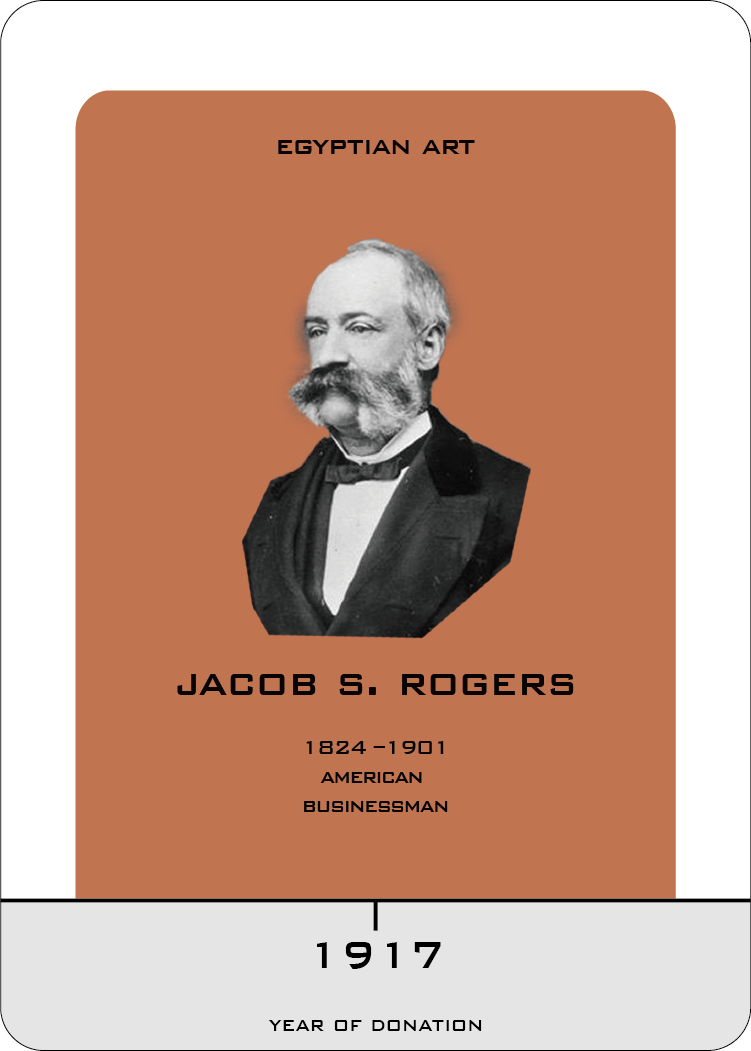 EGYPTIAN ART
JACOB S. ROGERS
1824 –1901
AMERICAN
BUSINESSMAN
1917
YEAR OF DONATION